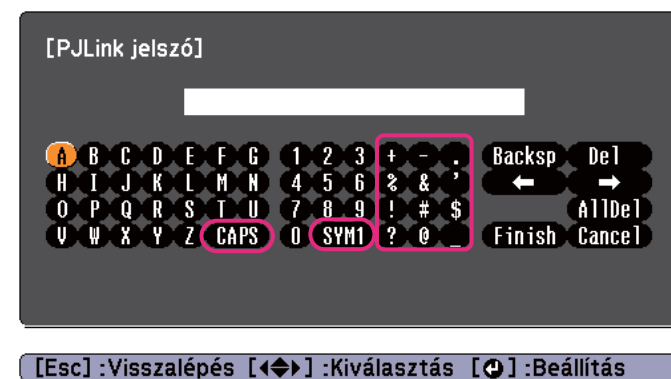 [PJLink jelszó]
A B C D E F G 1 2 3 + - . Backsp Del
H I J K L M N 4 5 6 % & ’ ← →
O P Q R S T U 7 8 9 ! # $ AllDel
V W X Y Z CAPS 0 SYM1 ? @ _ Finish Cancel
[Esc] :Visszalépés [◀◆▶] :Kiválasztás [↵] :Beállítás